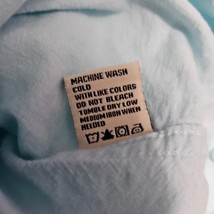 MACHINE WASH
COLD
WITH LIKE COLORS
DO NOT BLEACH
TUMBLE DRY LOW
MEDIUM IRON WHEN
NEEDED